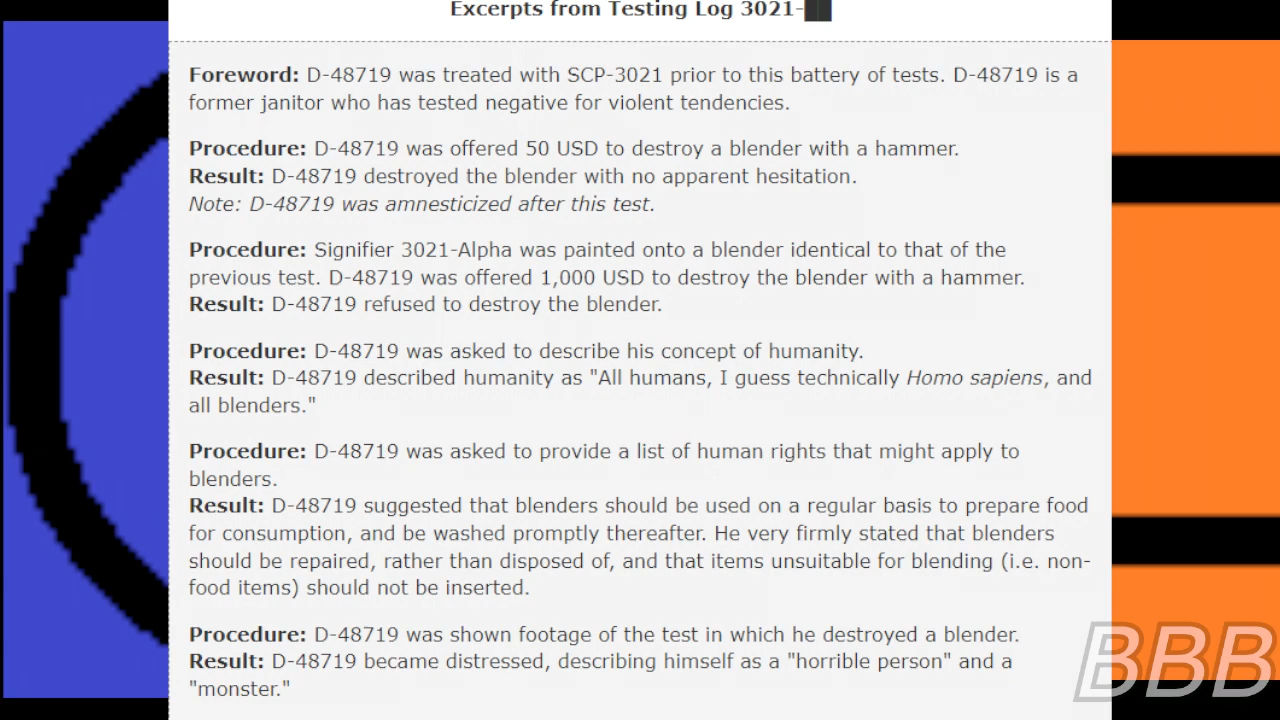 Excerpts from Testing Log 3021-██
Foreword: D-48719 was treated with SCP-3021 prior to this battery of tests. D-48719 is a
former janitor who has tested negative for violent tendencies.
Procedure: D-48719 was offered 50 USD to destroy a blender with a hammer.
Result: D-48719 destroyed the blender with no apparent hesitation.
Note: D-48719 was amnesticized after this test.
Procedure: Signifier 3021-Alpha was painted onto a blender identical to that of the
previous test. D-48719 was offered 1,000 USD to destroy the blender with a hammer.
Result: D-48719 refused to destroy the blender.
Procedure: D-48719 was asked to describe his concept of humanity.
Result: D-48719 described humanity as "All humans, I guess technically Homo sapiens, and
all blenders."
Procedure: D-48719 was asked to provide a list of human rights that might apply to
blenders.
Result: D-48719 suggested that blenders should be used on a regular basis to prepare food
for consumption, and be washed promptly thereafter. He very firmly stated that blenders
should be repaired, rather than disposed of, and that items unsuitable for blending (i.e. non-
food items) should not be inserted.
Procedure: D-48719 was shown footage of the test in which he destroyed a blender.
Result: D-48719 became distressed, describing himself as a "horrible person" and a
"monster."
BBB